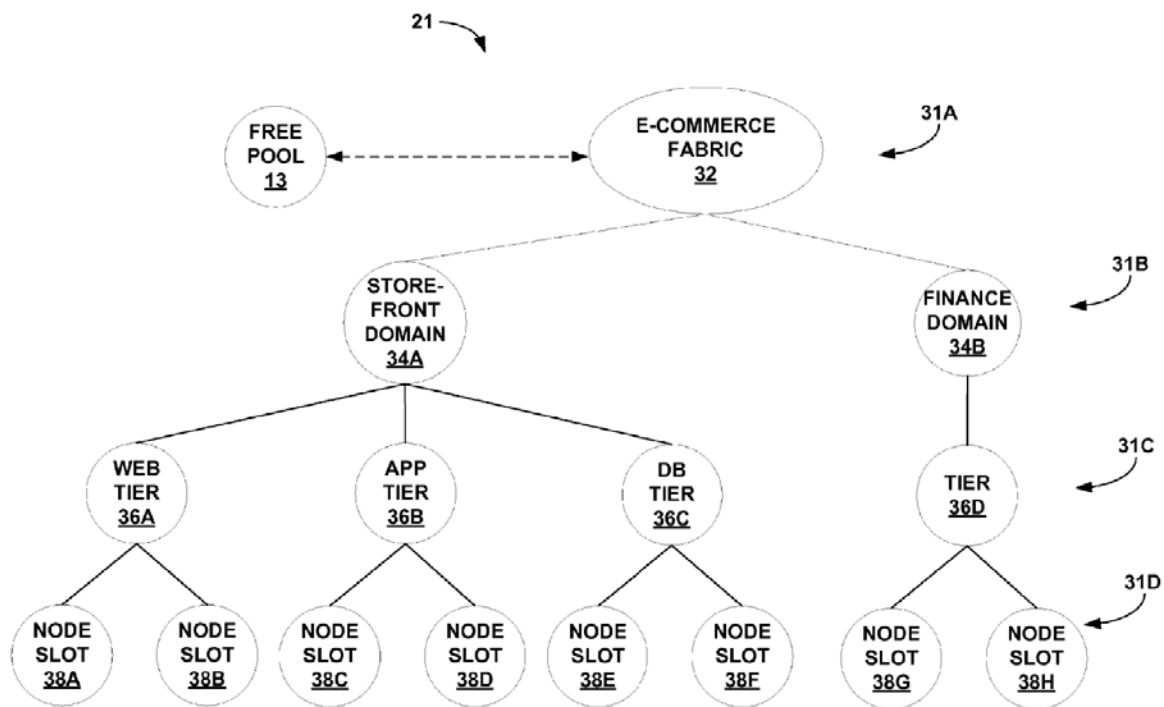 21
E-COMMERCE
FABRIC
32
31A
FREE
POOL
13
STORE-
FRONT
DOMAIN
34A
FINANCE
DOMAIN
34B
31B
WEB
TIER
36A
APP
TIER
36B
DB
TIER
36C
TIER
36D
31C
NODE
SLOT
38A
NODE
SLOT
38B
NODE
SLOT
38C
NODE
SLOT
38D
NODE
SLOT
38E
NODE
SLOT
38F
NODE
SLOT
38G
NODE
SLOT
38H
31D